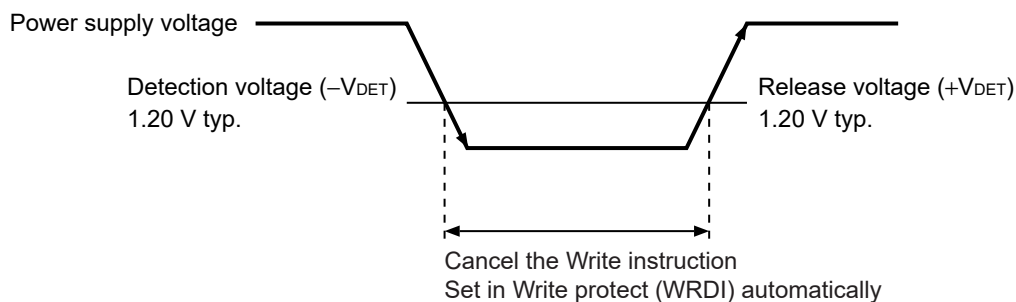 Power supply voltage
Detection voltage (−VDET)
1.20 V typ.
Release voltage (+VDET)
1.20 V typ.
Cancel the Write instruction
Set in Write protect (WRDI) automatically